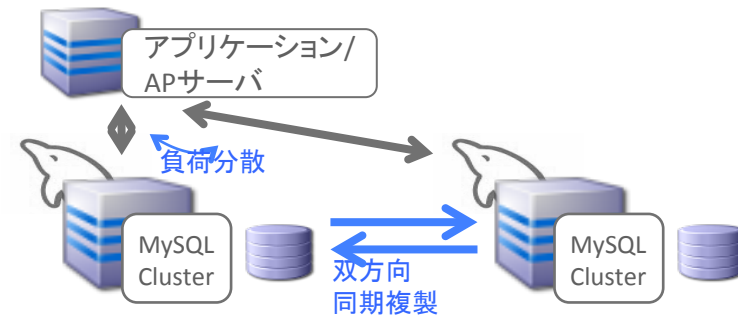 アプリケーション/
APサーバ
負荷分散
MySQL
Cluster
双方向
同期複製
MySQL
Cluster